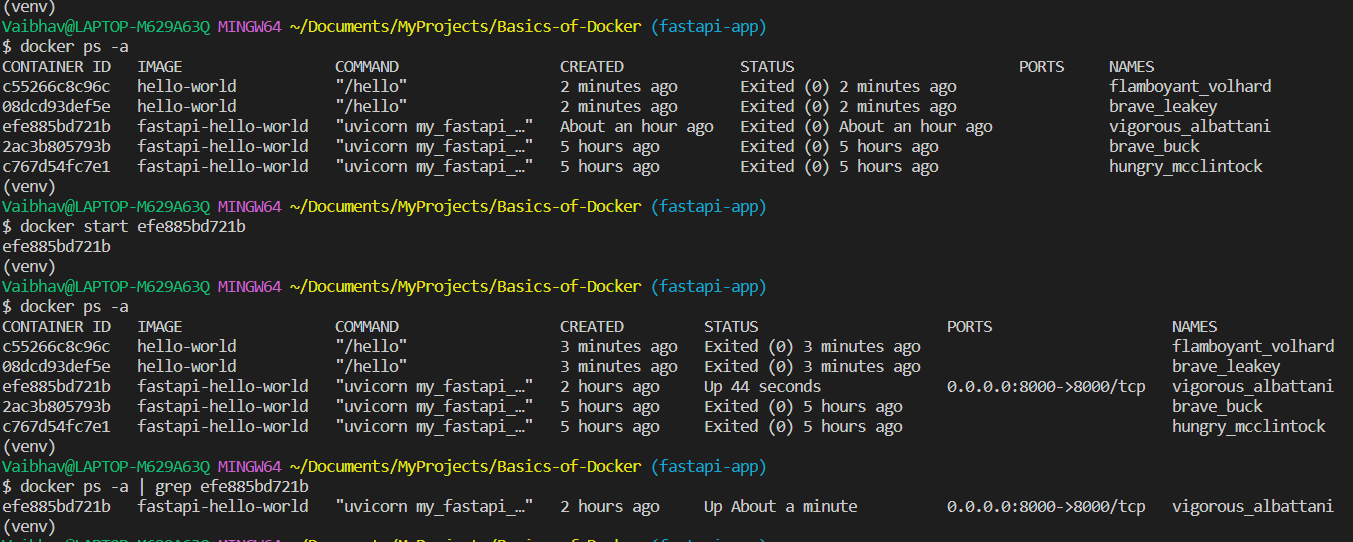 (venv)
Vaibhav@LAPTOP-M629A63Q MINGW64 ~/Documents/MyProjects/Basics-of-Docker (fastapi-app)
$ docker ps -a
CONTAINER ID   IMAGE                 COMMAND                  CREATED             STATUS                         PORTS     NAMES
c55266c8c96c   hello-world           "/hello"                 2 minutes ago       Exited (0) 2 minutes ago                 flamboyant_volhard
08dcd93def5e   hello-world           "/hello"                 2 minutes ago       Exited (0) 2 minutes ago                 brave_leakey
efe885bd721b   fastapi-hello-world   "uvicorn my_fastapi_…"   About an hour ago   Exited (0) About an hour ago             vigorous_albattani
2ac3b805793b   fastapi-hello-world   "uvicorn my_fastapi_…"   5 hours ago         Exited (0) 5 hours ago                   brave_buck
c767d54fc7e1   fastapi-hello-world   "uvicorn my_fastapi_…"   5 hours ago         Exited (0) 5 hours ago                   hungry_mcclintock
(venv)
Vaibhav@LAPTOP-M629A63Q MINGW64 ~/Documents/MyProjects/Basics-of-Docker (fastapi-app)
$ docker start efe885bd721b
efe885bd721b
(venv)
Vaibhav@LAPTOP-M629A63Q MINGW64 ~/Documents/MyProjects/Basics-of-Docker (fastapi-app)
$ docker ps -a
CONTAINER ID   IMAGE                 COMMAND                  CREATED         STATUS                     PORTS                    NAMES
c55266c8c96c   hello-world           "/hello"                 3 minutes ago   Exited (0) 3 minutes ago                            flamboyant_volhard
08dcd93def5e   hello-world           "/hello"                 3 minutes ago   Exited (0) 3 minutes ago                            brave_leakey
efe885bd721b   fastapi-hello-world   "uvicorn my_fastapi_…"   2 hours ago     Up 44 seconds              0.0.0.0:8000->8000/tcp   vigorous_albattani
2ac3b805793b   fastapi-hello-world   "uvicorn my_fastapi_…"   5 hours ago     Exited (0) 5 hours ago                              brave_buck
c767d54fc7e1   fastapi-hello-world   "uvicorn my_fastapi_…"   5 hours ago     Exited (0) 5 hours ago                              hungry_mcclintock
(venv)
Vaibhav@LAPTOP-M629A63Q MINGW64 ~/Documents/MyProjects/Basics-of-Docker (fastapi-app)
$ docker ps -a | grep efe885bd721b
efe885bd721b   fastapi-hello-world   "uvicorn my_fastapi_…"   2 hours ago     Up About a minute          0.0.0.0:8000->8000/tcp   vigorous_albattani
(venv)